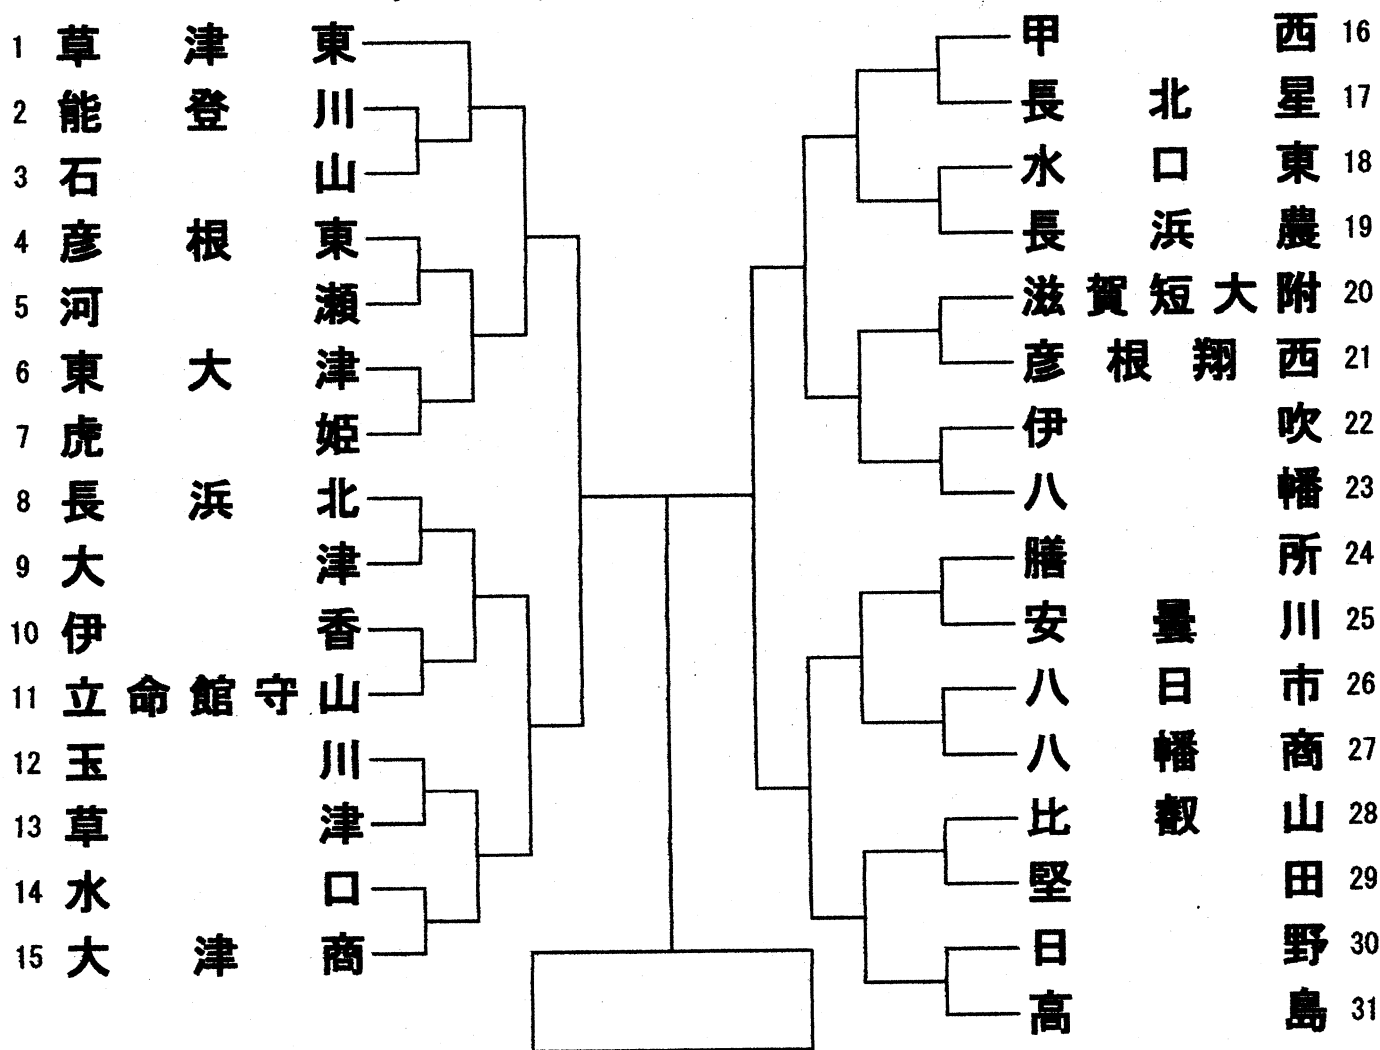 1 草津東
2 能登川
3 石山
4 彦根東
5 河瀬
6 東大津
7 虎姫
8 長浜北
9 大津
10 伊香
11 立命館守山
12 玉川
13 草津
14 水口
15 大津商
甲西 16
長北星 17
水口東 18
長浜農 19
滋賀短大附 20
彦根翔西 21
伊吹 22
八幡 23
膳所 24
安曇川 25
八日市 26
八幡商 27
比叡山 28
堅田 29
日野 30
高島 31